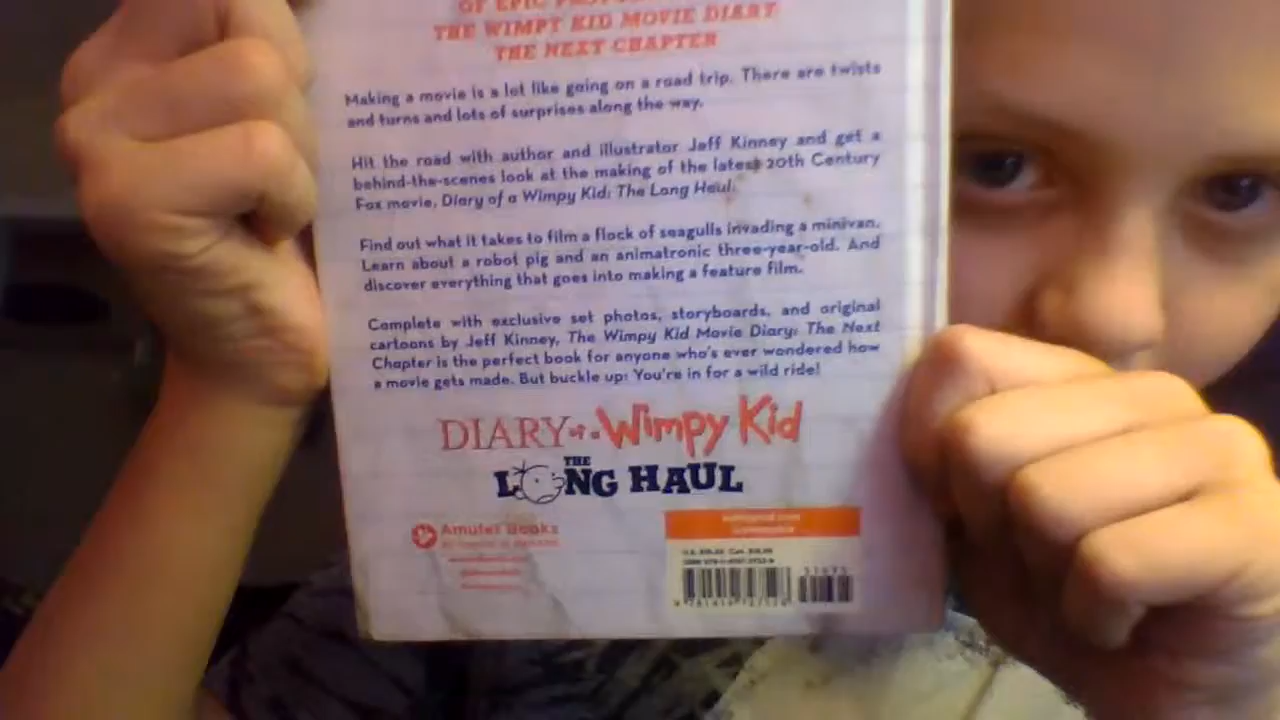 OF EPIC
THE WIMPY KID MOVIE DIARY
THE NEXT CHAPTER
Making a movie is a lot like going on a road trip. There are twists
and turns and lots of surprises along the way.
Hit the road with author and illustrator Jeff Kinney and get a
behind-the-scenes look at the making of the latest 20th Century
Fox movie, Diary of a Wimpy Kid: The Long Haul.
Find out what it takes to film a flock of seagulls invading a minivan.
Learn about a robot pig and an animatronic three-year-old. And
discover everything that goes into making a feature film.
Complete with exclusive set photos, storyboards, and original
cartoons by Jeff Kinney, The Wimpy Kid Movie Diary: The Next
Chapter is the perfect book for anyone who's ever wondered how
a movie gets made. But buckle up: You're in for a wild ride!
DIARY of a Wimpy Kid
THE
LONG HAUL
Amulet Books
51695